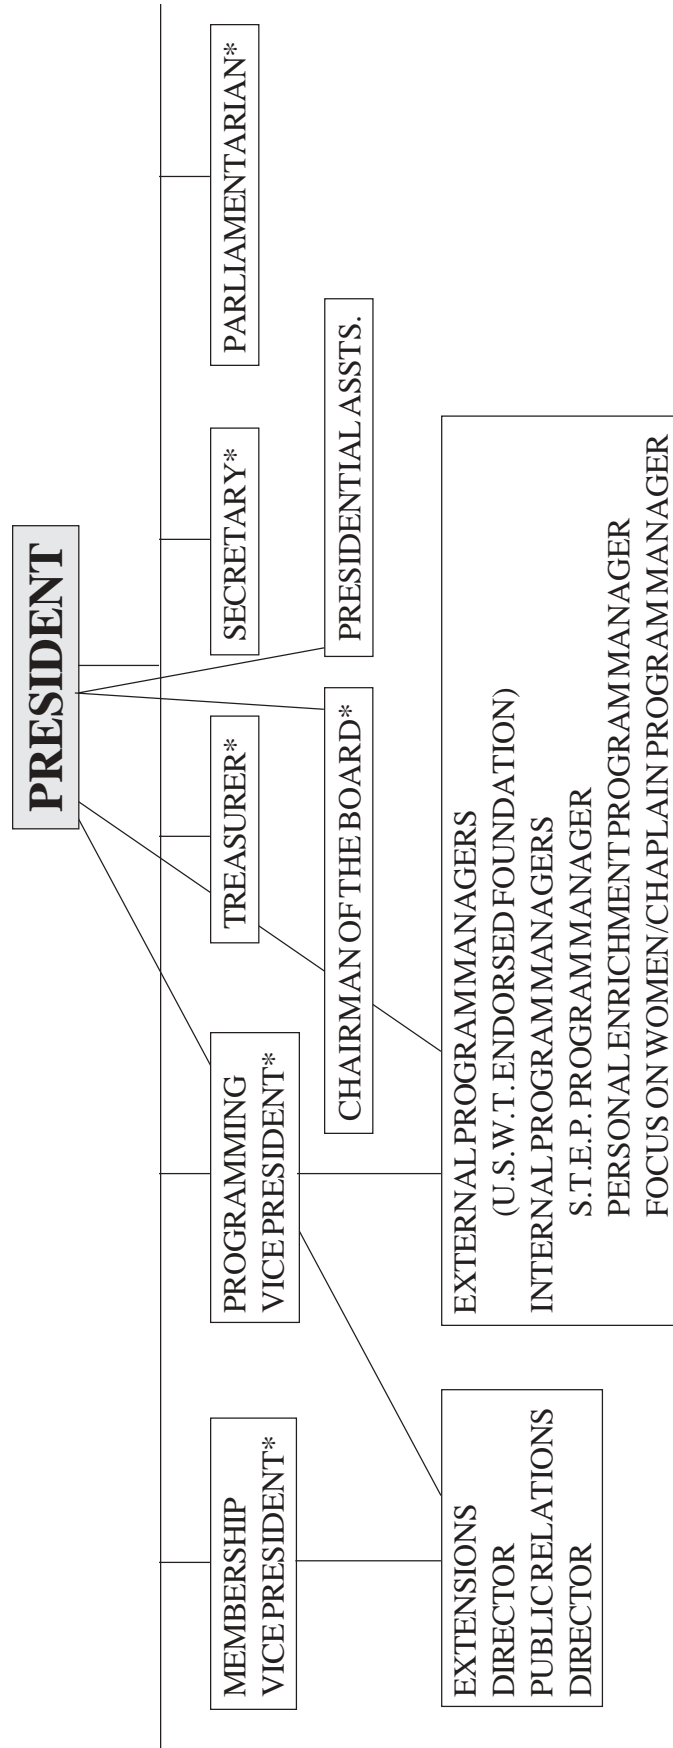 PRESIDENT
MEMBERSHIP
VICE PRESIDENT*
PROGRAMMING
VICE PRESIDENT*
TREASURER*
SECRETARY*
PARLIAMENTARIAN*
CHAIRMAN OF THE BOARD*
PRESIDENTIAL ASSTS.
EXTENSIONS
DIRECTOR
PUBLIC RELATIONS
DIRECTOR
EXTERNAL PROGRAM MANAGERS
(U.S.W.T. ENDORSED FOUNDATION)
INTERNAL PROGRAM MANAGERS
S.T.E.P. PROGRAM MANAGER
PERSONAL ENRICHMENT PROGRAM MANAGER
FOCUS ON WOMEN/CHAPLAIN PROGRAM MANAGER